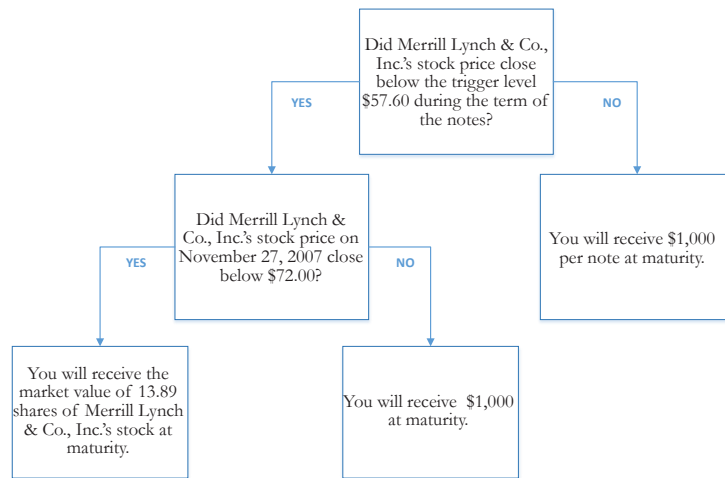 Did Merrill Lynch & Co.,
Inc.'s stock price close
below the trigger level
$57.60 during the term of
the notes?
YES
NO
Did Merrill Lynch &
Co., Inc.'s stock price on
November 27, 2007 close
below $72.00?
You will receive $1,000
per note at maturity.
YES
NO
You will receive the
market value of 13.89
shares of Merrill Lynch
& Co., Inc.'s stock at
maturity.
You will receive $1,000
at maturity.